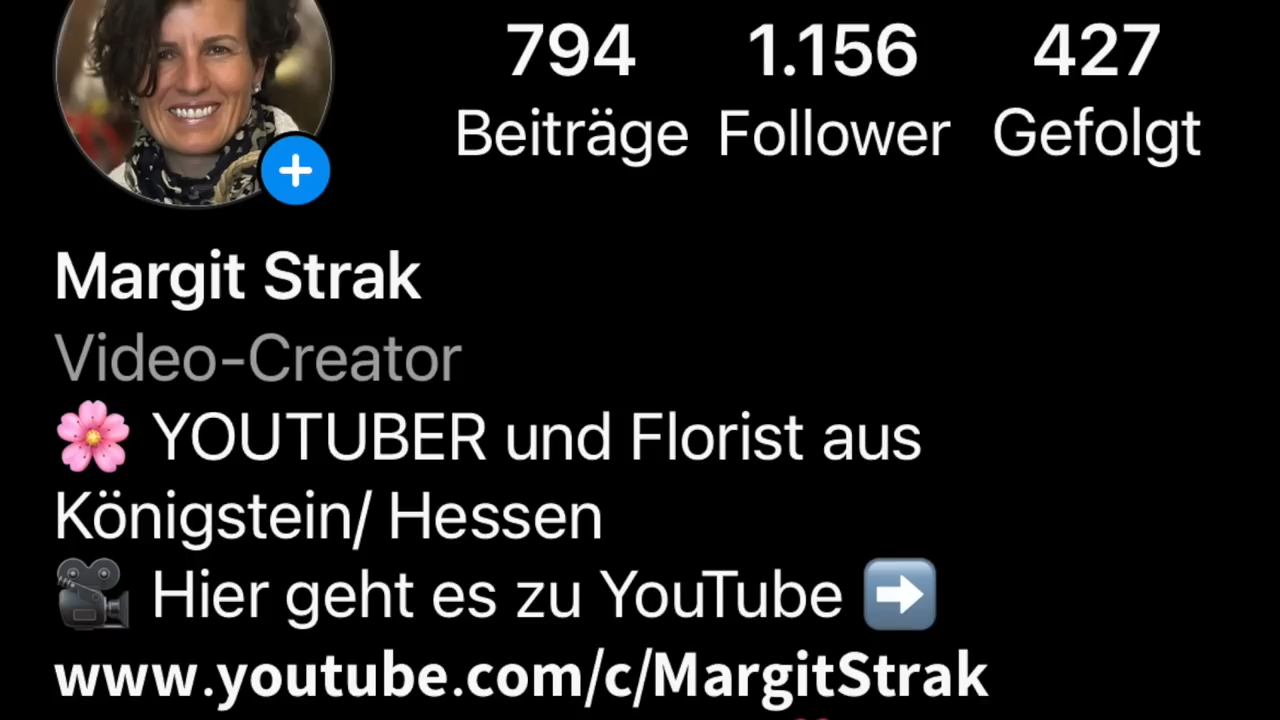 794 1.156 427
Beiträge Follower Gefolgt
Margit Strak
Video-Creator
🌸 YOUTUBER und Florist aus
Königstein/ Hessen
🎥 Hier geht es zu YouTube ➡️
www.youtube.com/c/MargitStrak